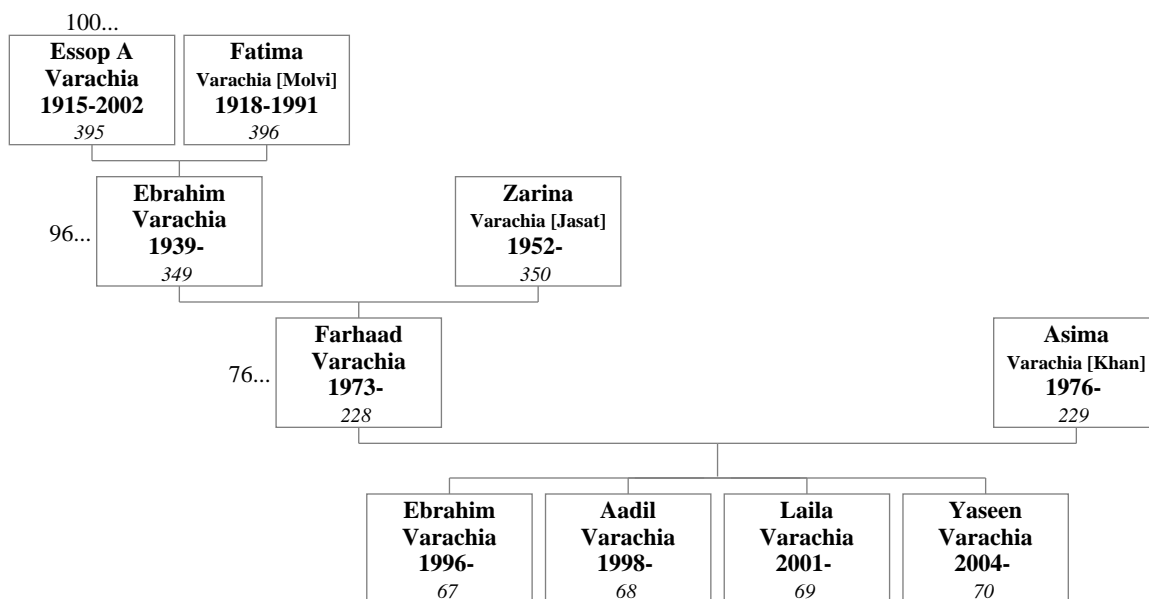 100...
Essop A
Varachia
1915-2002
395
Fatima
Varachia [Molvi]
1918-1991
396
96...
Ebrahim
Varachia
1939-
349
Zarina
Varachia [Jasat]
1952-
350
76...
Farhaad
Varachia
1973-
228
Asima
Varachia [Khan]
1976-
229
Ebrahim
Varachia
1996-
67
Aadil
Varachia
1998-
68
Laila
Varachia
2001-
69
Yaseen
Varachia
2004-
70